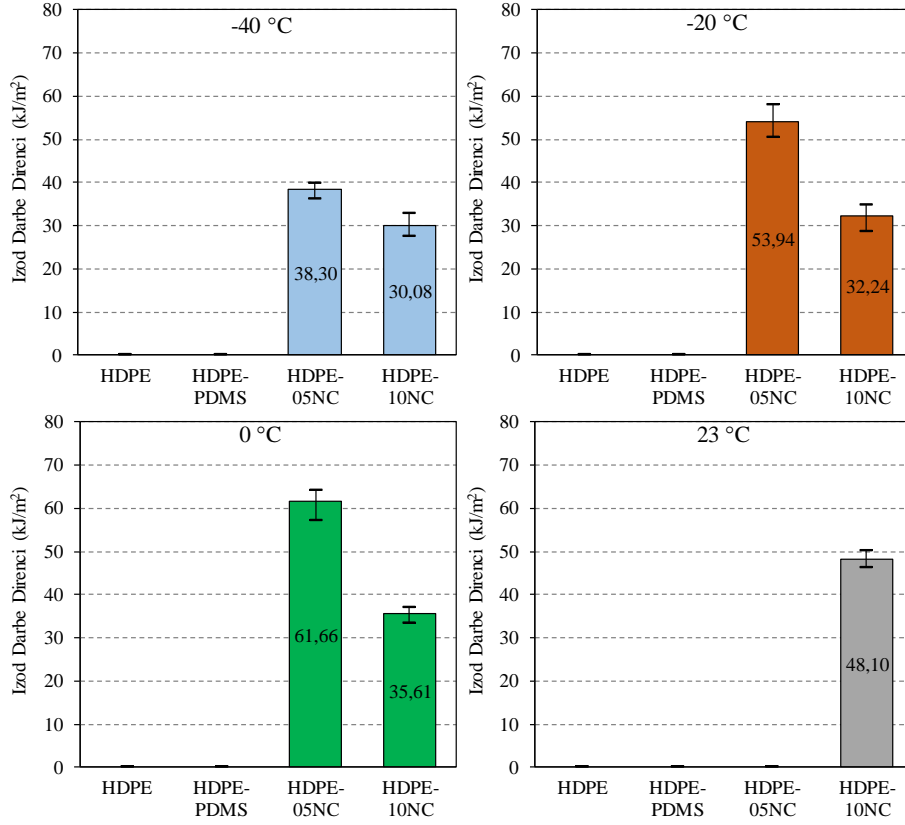 -40 °C
Izod Darbe Direnci (kJ/m²)
80
70
60
50
40
30
20
10
0
38,30
30,08
HDPE HDPE- HDPE- HDPE-
PDMS 05NC 10NC
-20 °C
Izod Darbe Direnci (kJ/m²)
80
70
60
50
40
30
20
10
0
53,94
32,24
HDPE HDPE- HDPE- HDPE-
PDMS 05NC 10NC
0 °C
Izod Darbe Direnci (kJ/m²)
80
70
60
50
40
30
20
10
0
61,66
35,61
HDPE HDPE- HDPE- HDPE-
PDMS 05NC 10NC
23 °C
Izod Darbe Direnci (kJ/m²)
80
70
60
50
40
30
20
10
0
48,10
HDPE HDPE- HDPE- HDPE-
PDMS 05NC 10NC